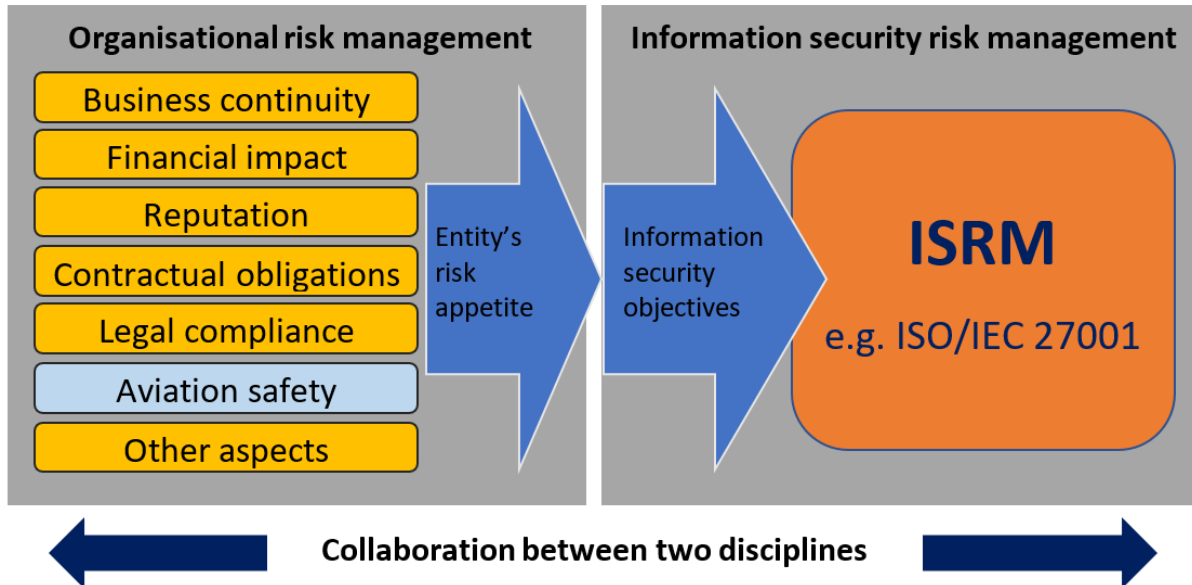 Organisational risk management
Business continuity
Financial impact
Reputation
Contractual obligations
Legal compliance
Aviation safety
Other aspects
Entity's
risk
appetite
Information security risk management
Information
security
objectives
ISRM
e.g. ISO/IEC 27001
Collaboration between two disciplines